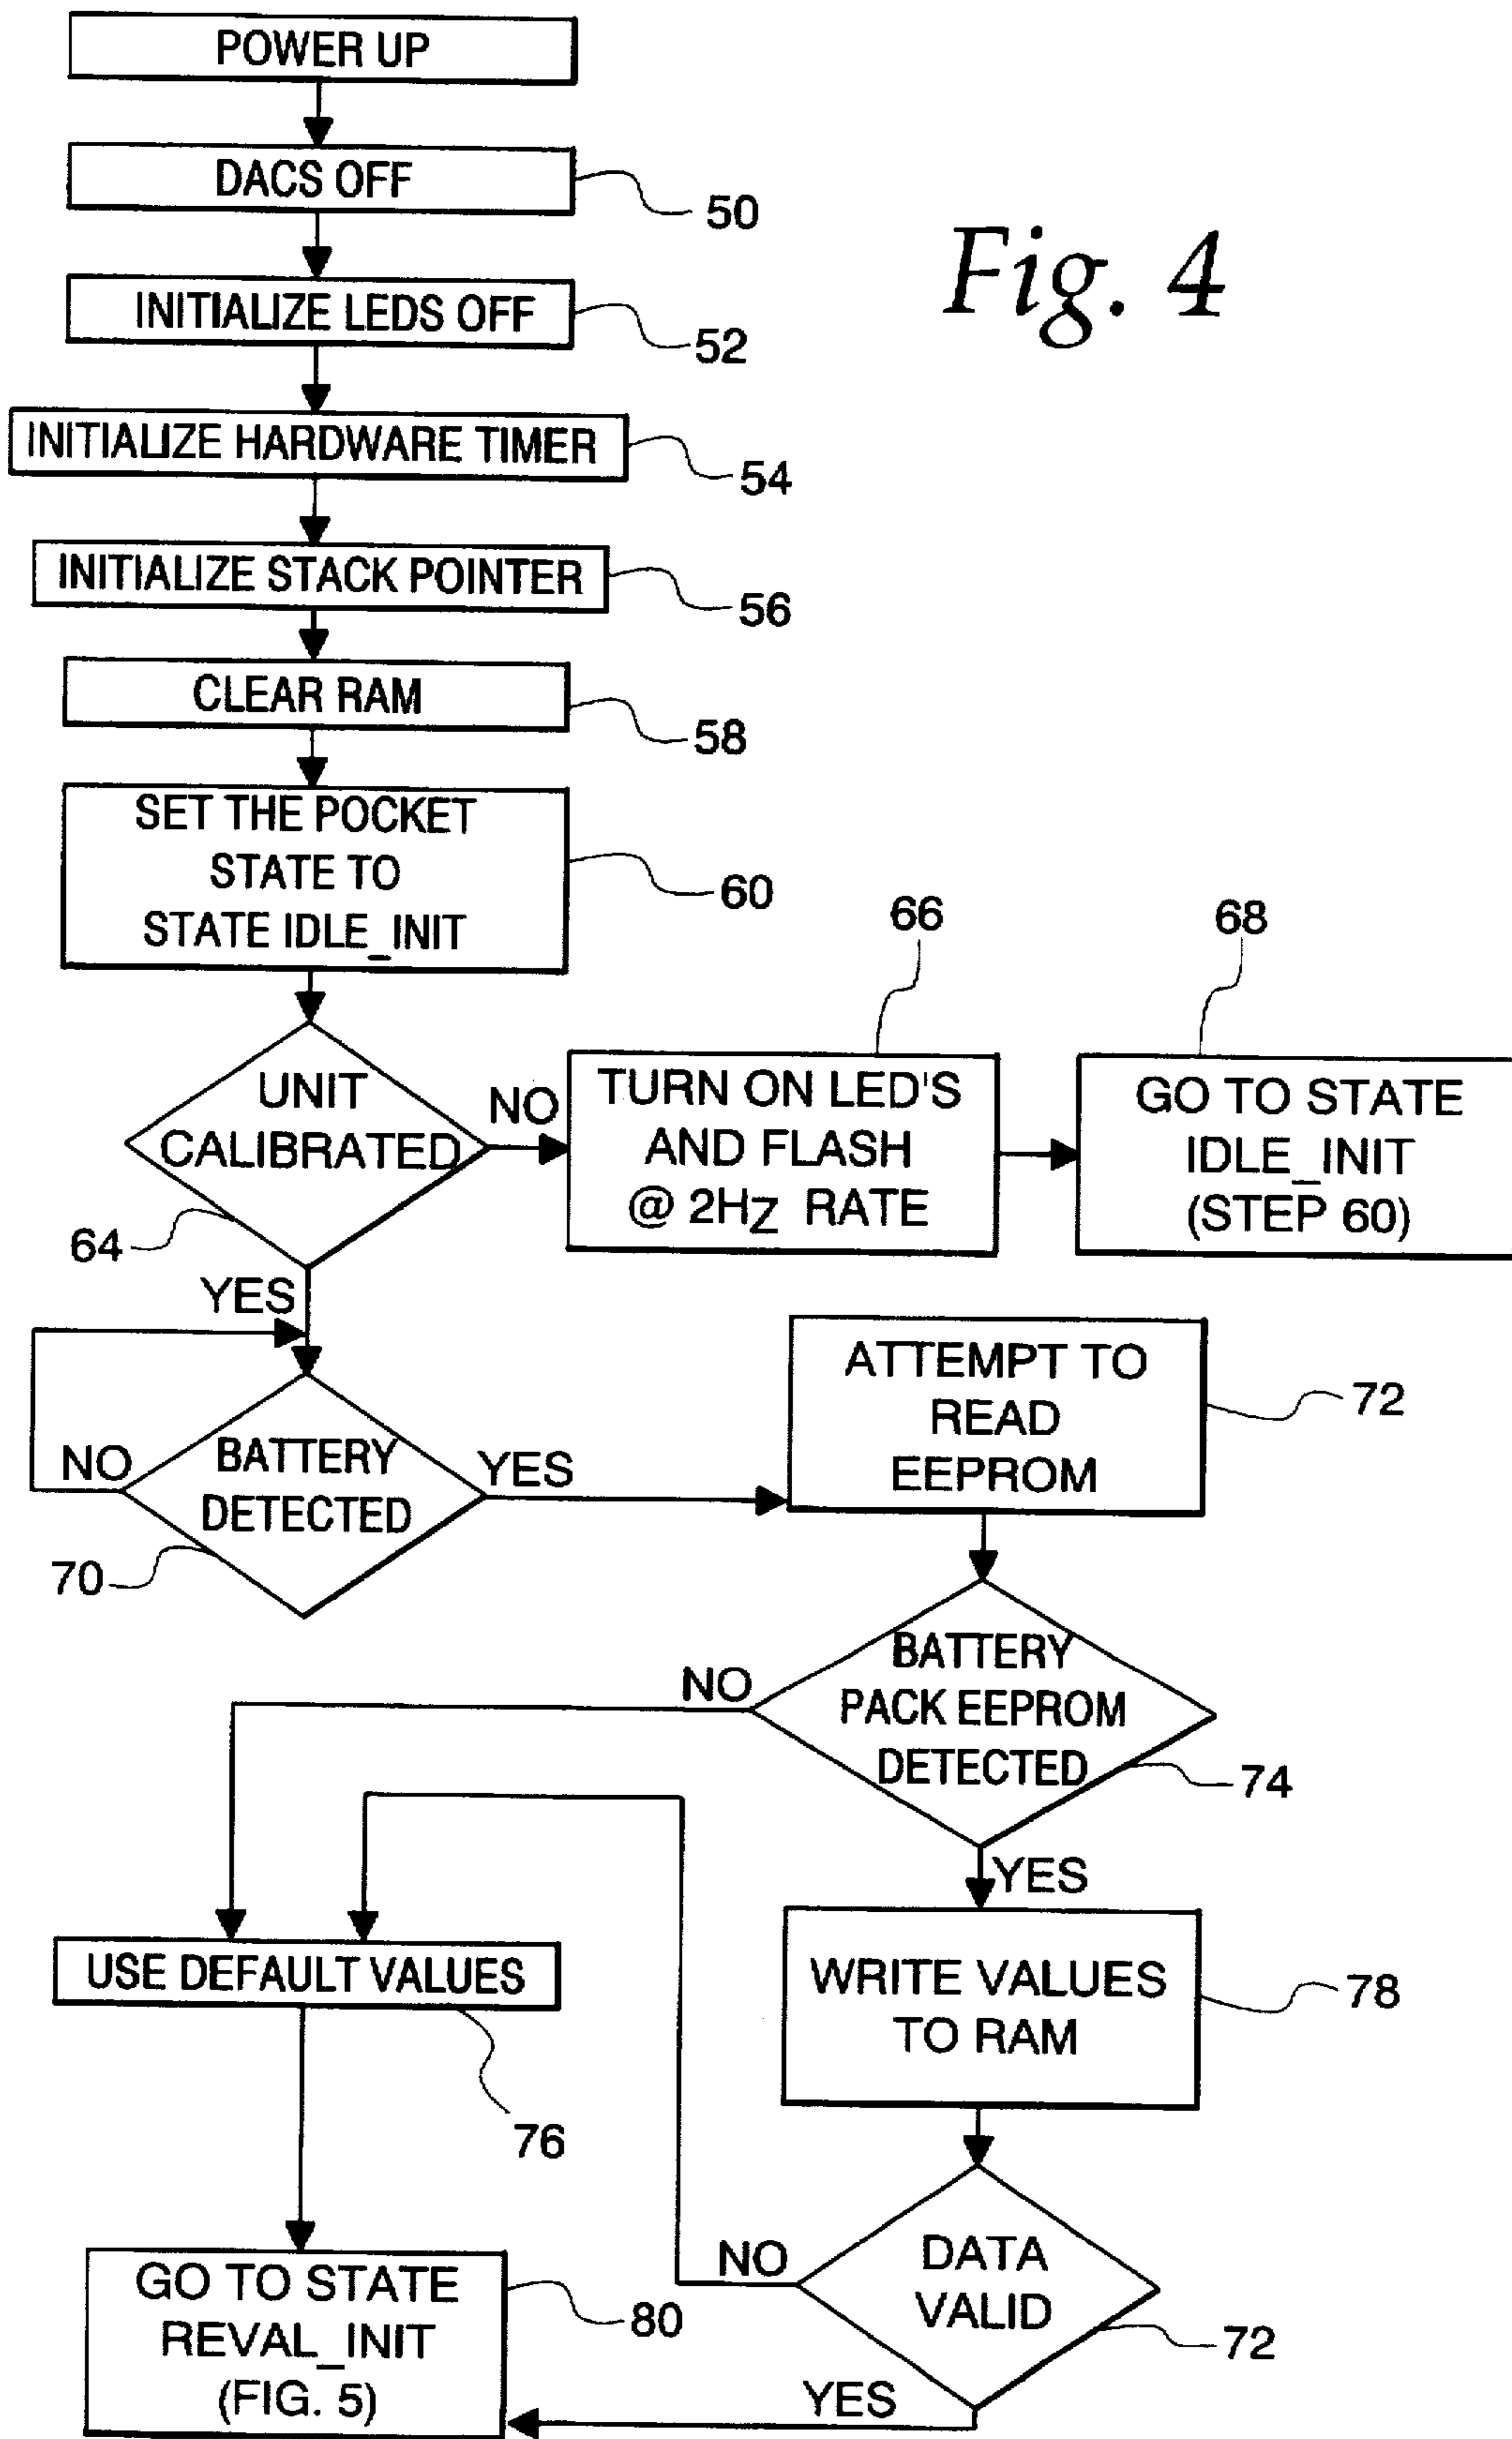 POWER UP
DACS OFF
50
Fig. 4
INITIALIZE LEDS OFF
52
INITIALIZE HARDWARE TIMER
54
INITIALIZE STACK POINTER
56
CLEAR RAM
58
SET THE POCKET
STATE TO
STATE IDLE_INIT
60
66
68
UNIT
CALIBRATED
64
NO
TURN ON LED'S
AND FLASH
@ 2HZ RATE
GO TO STATE
IDLE_INIT
(STEP 60)
YES
BATTERY
DETECTED
NO
YES
70
ATTEMPT TO
READ
EEPROM
72
BATTERY
PACK EEPROM
DETECTED
NO
74
YES
USE DEFAULT VALUES
76
WRITE VALUES
TO RAM
78
DATA
VALID
NO
72
YES
GO TO STATE
REVAL_INIT
(FIG. 5)
80